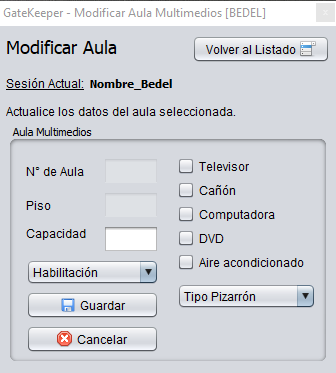 GateKeeper - Modificar Aula Multimedios [BEDEL]
Modificar Aula
Volver al Listado
Sesión Actual: Nombre_Bedel
Actualice los datos del aula seleccionada.
Aula Multimedios
N° de Aula
Piso
Capacidad
Habilitación
Guardar
Cancelar
Televisor
Cañón
Computadora
DVD
Aire acondicionado
Tipo Pizarrón